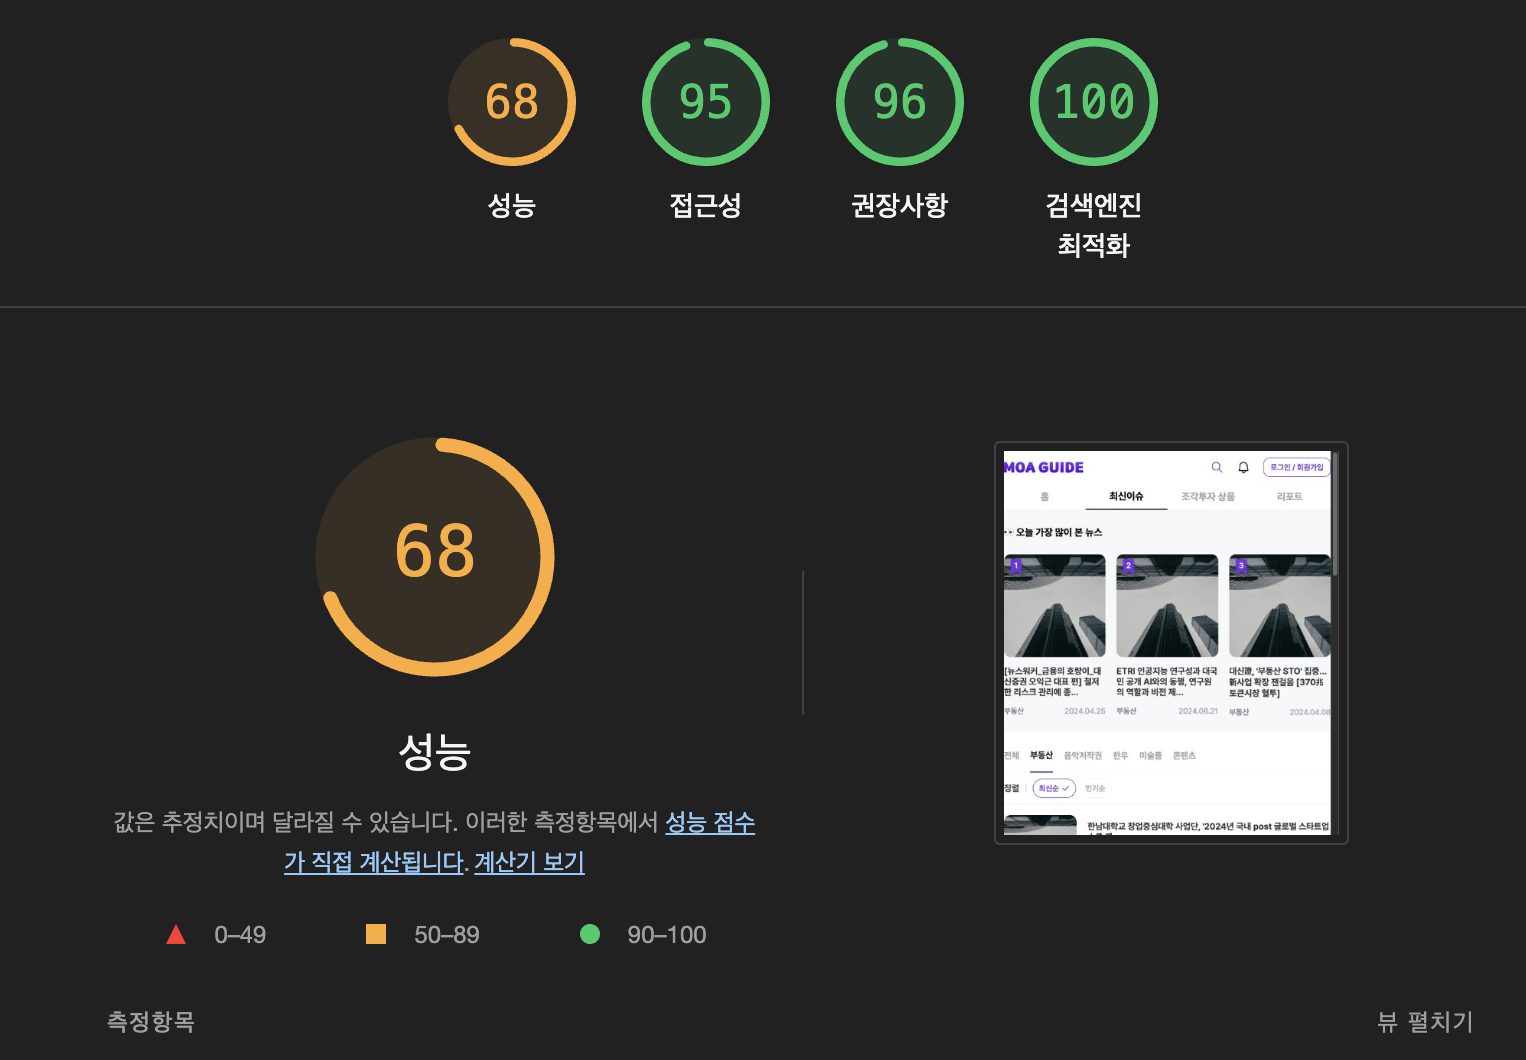 68
95
96
100
성능
접근성
권장사항
검색엔진
최적화
68
성능
값은 추정치이며 달라질 수 있습니다. 이러한 측정항목에서 성능 점수
가 직접 계산됩니다. 계산기 보기
0–49
50–89
90–100
MOA GUIDE
로그인 / 회원가입
홈
최신이슈
조각투자 상품
리포트
오늘 가장 많이 본 뉴스
1
2
3
[뉴스워커_금융의 호랑이_대
신증권 오익근 대표 편] 철저
한 리스크 관리에 중...
부동산
2024.04.25
ETRI 인공지능 연구성과 대국
민 공개 AI와의 동행, 연구원
의 역할과 비전 제...
부동산
2024.06.21
대신證, '부동산 STO' 집중...
新사업 확장 잰걸음 [370兆
토큰시장 혈투]
부동산
2024.04.08
전체
부동산
음악저작권
한우
미술품
콘텐츠
정렬
최신순
인기순
한남대학교 창업중심대학 사업단, '2024년 국내 post 글로벌 스타트업
측정항목
뷰 펼치기